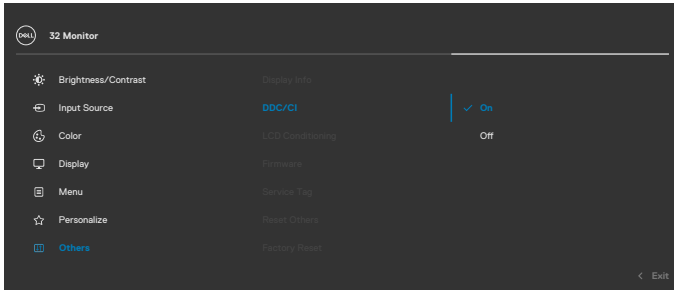 DELL 32 Monitor
Brightness/Contrast Display Info
Input Source DDC/CI On
Color LCD Conditioning Off
Display Firmware
Menu Service Tag
Personalize Reset Others
Others Factory Reset
Exit